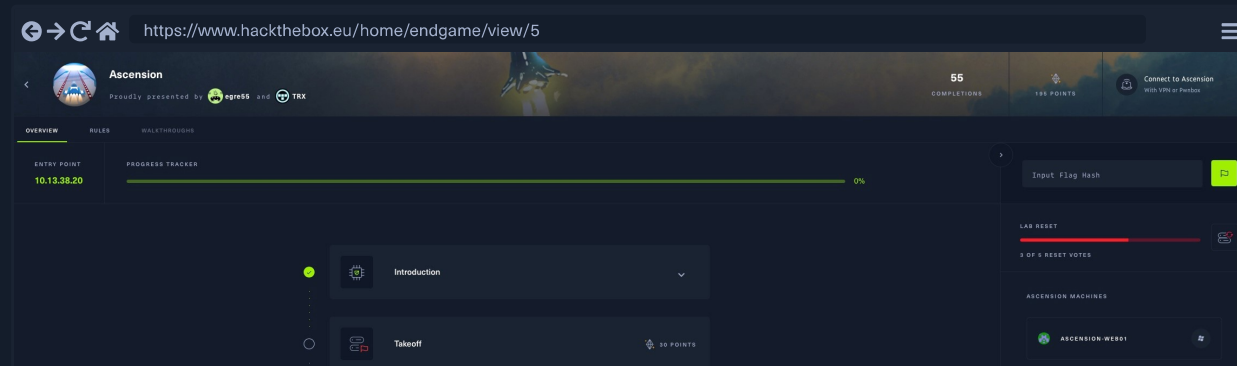 https://www.hackthebox.eu/home/endgame/view/5
Ascension
Proudly presented by egre55 and TRX
55
COMPLETIONS
195 POINTS
Connect to Ascension
With VPN or Pwnbox
OVERVIEW RULES WALKTHROUGHS
ENTRY POINT
10.13.38.20
PROGRESS TRACKER
0%
Input Flag Hash
LAB RESET
3 OF 5 RESET VOTES
Introduction
ASCENSION MACHINES
Takeoff
30 POINTS
ASCENSION-WEB01